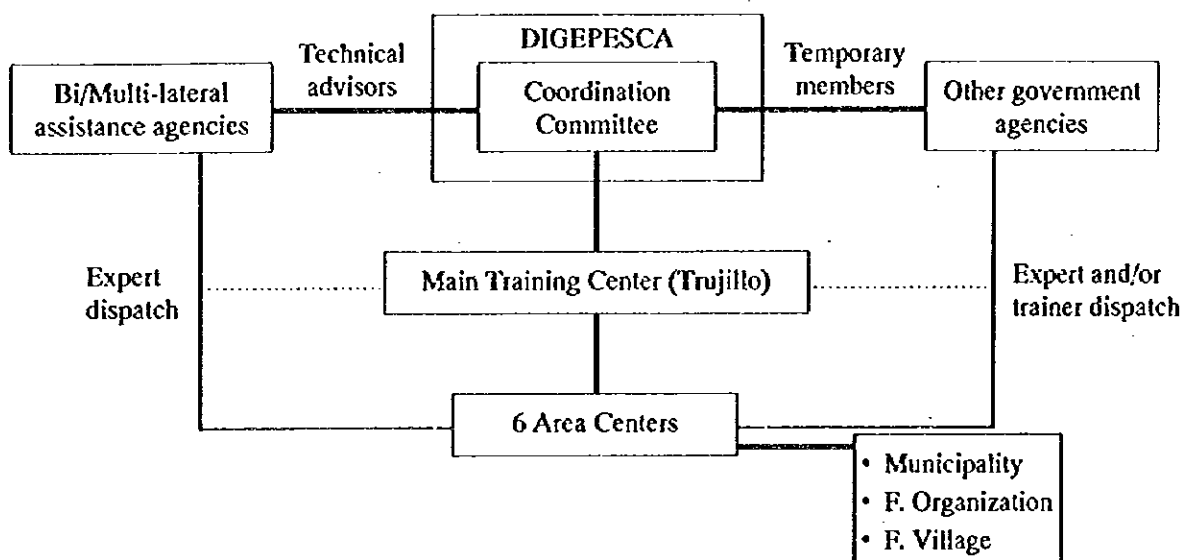 DIGEPESCA
Technical
advisors
Temporary
members
Bi/Multi-lateral
assistance agencies
Coordination
Committee
Other government
agencies
Expert
dispatch
Main Training Center (Trujillo)
Expert and/or
trainer dispatch
6 Area Centers
• Municipality
• F. Organization
• F. Village